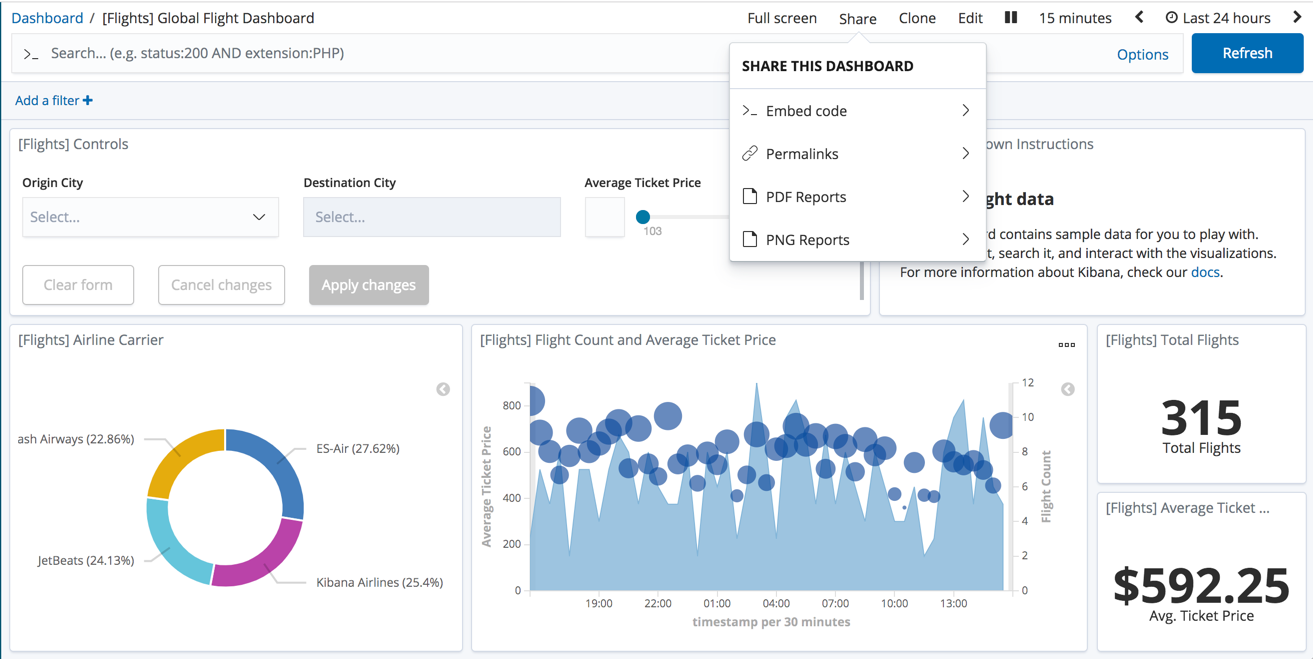 Dashboard / [Flights] Global Flight Dashboard
Full screen Share Clone Edit 15 minutes Last 24 hours
>_ Search... (e.g. status:200 AND extension:PHP)
Options Refresh
SHARE THIS DASHBOARD
>_ Embed code
Permalinks
PDF Reports
PNG Reports
Add a filter +
[Flights] Controls
Origin City
Select...
Destination City
Select...
Average Ticket Price
103
Clear form Cancel changes Apply changes
own Instructions
ght data
d contains sample data for you to play with.
t, search it, and interact with the visualizations.
For more information about Kibana, check our docs.
[Flights] Airline Carrier
ash Airways (22.86%)
ES-Air (27.62%)
JetBeats (24.13%)
Kibana Airlines (25.4%)
[Flights] Flight Count and Average Ticket Price
Average Ticket Price
800
600
400
200
0
12
10
8
6
4
2
0
Flight Count
19:00 22:00 01:00 04:00 07:00 10:00 13:00
timestamp per 30 minutes
[Flights] Total Flights
315
Total Flights
[Flights] Average Ticket ...
$592.25
Avg. Ticket Price